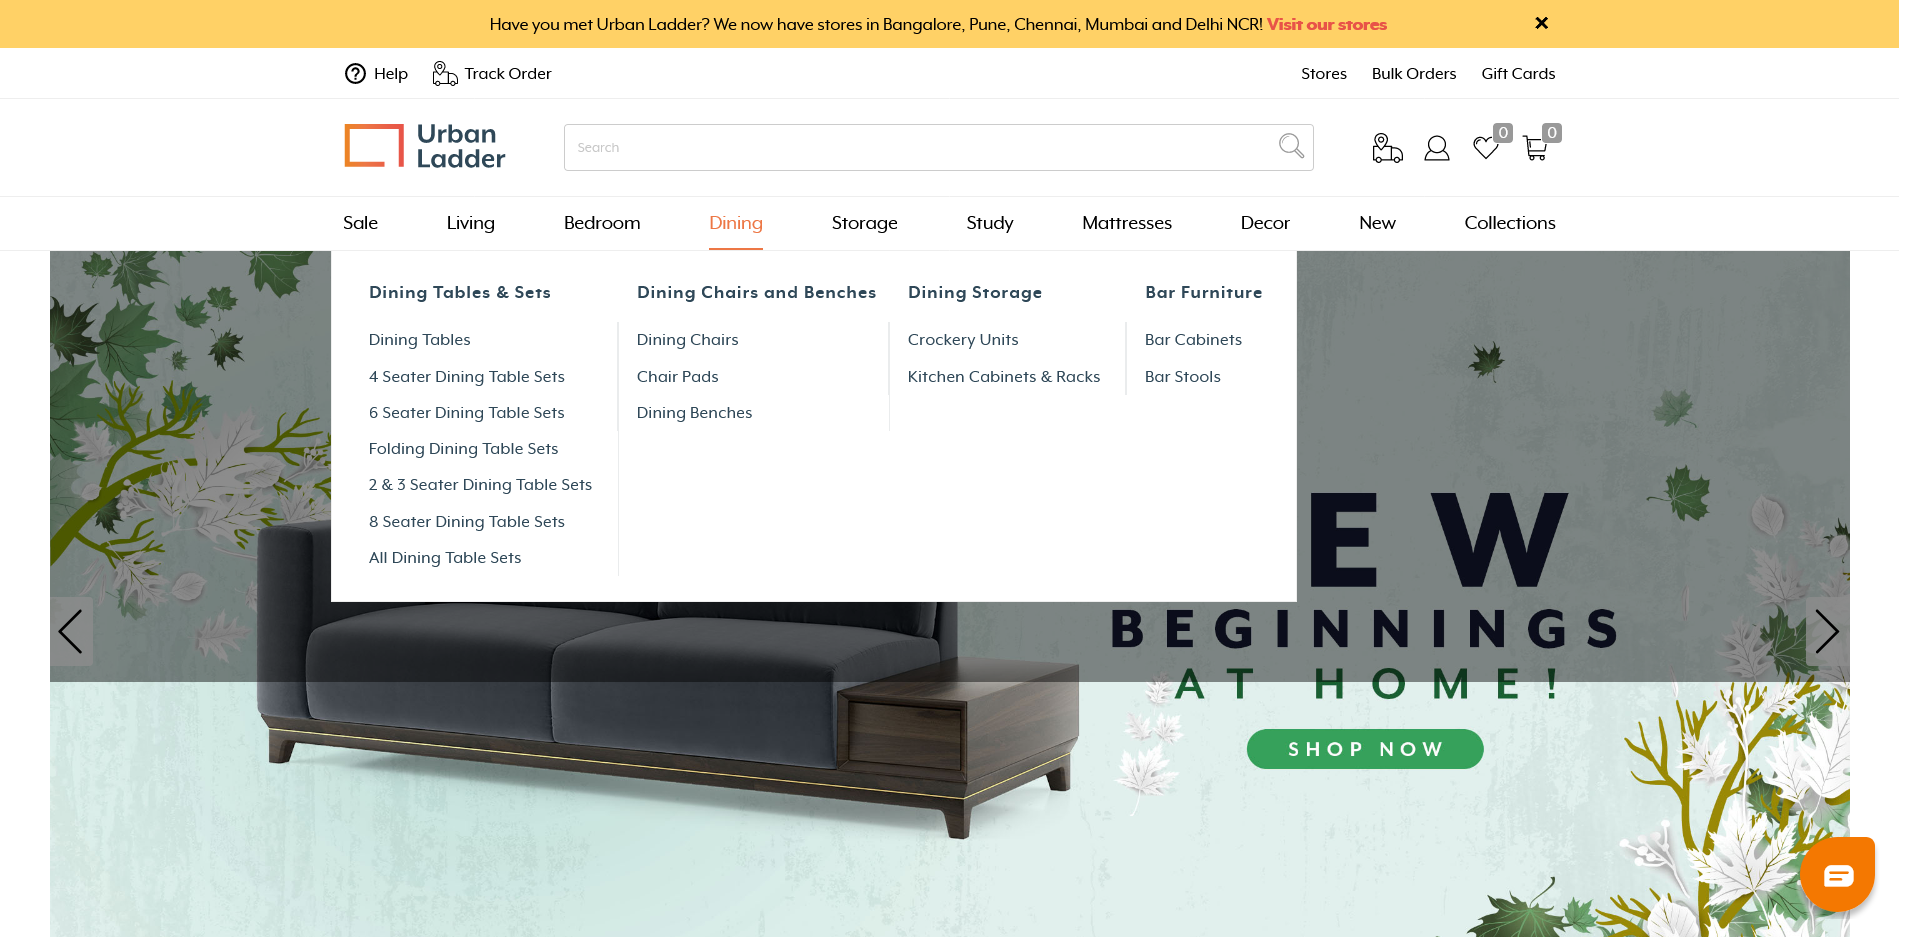 Have you met Urban Ladder? We now have stores in Bangalore, Pune, Chennai, Mumbai and Delhi NCR! Visit our stores
Help
Track Order
Stores
Bulk Orders
Gift Cards
Urban
Ladder
Search
0
0
Sale
Living
Bedroom
Dining
Storage
Study
Mattresses
Decor
New
Collections
Dining Tables & Sets
Dining Tables
4 Seater Dining Table Sets
6 Seater Dining Table Sets
Folding Dining Table Sets
2 & 3 Seater Dining Table Sets
8 Seater Dining Table Sets
All Dining Table Sets
Dining Chairs and Benches
Dining Chairs
Chair Pads
Dining Benches
Dining Storage
Crockery Units
Kitchen Cabinets & Racks
Bar Furniture
Bar Cabinets
Bar Stools
EW
BEGINNINGS
AT HOME!
SHOP NOW